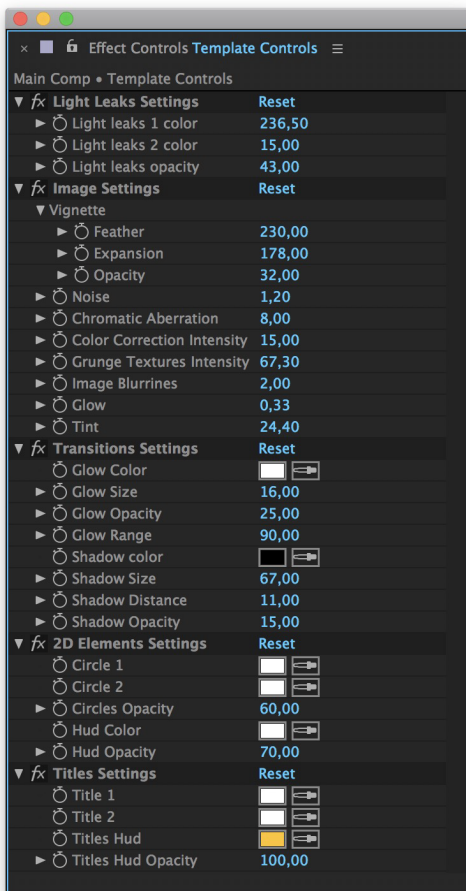 Effect Controls Template Controls
Main Comp • Template Controls
fx Light Leaks Settings Reset
Light leaks 1 color 236,50
Light leaks 2 color 15,00
Light leaks opacity 43,00
fx Image Settings Reset
Vignette
Feather 230,00
Expansion 178,00
Opacity 32,00
Noise 1,20
Chromatic Aberration 8,00
Color Correction Intensity 15,00
Grunge Textures Intensity 67,30
Image Blurrines 2,00
Glow 0,33
Tint 24,40
fx Transitions Settings Reset
Glow Color
Glow Size 16,00
Glow Opacity 25,00
Glow Range 90,00
Shadow color
Shadow Size 67,00
Shadow Distance 11,00
Shadow Opacity 15,00
fx 2D Elements Settings Reset
Circle 1
Circle 2
Circles Opacity 60,00
Hud Color
Hud Opacity 70,00
fx Titles Settings Reset
Title 1
Title 2
Titles Hud
Titles Hud Opacity 100,00